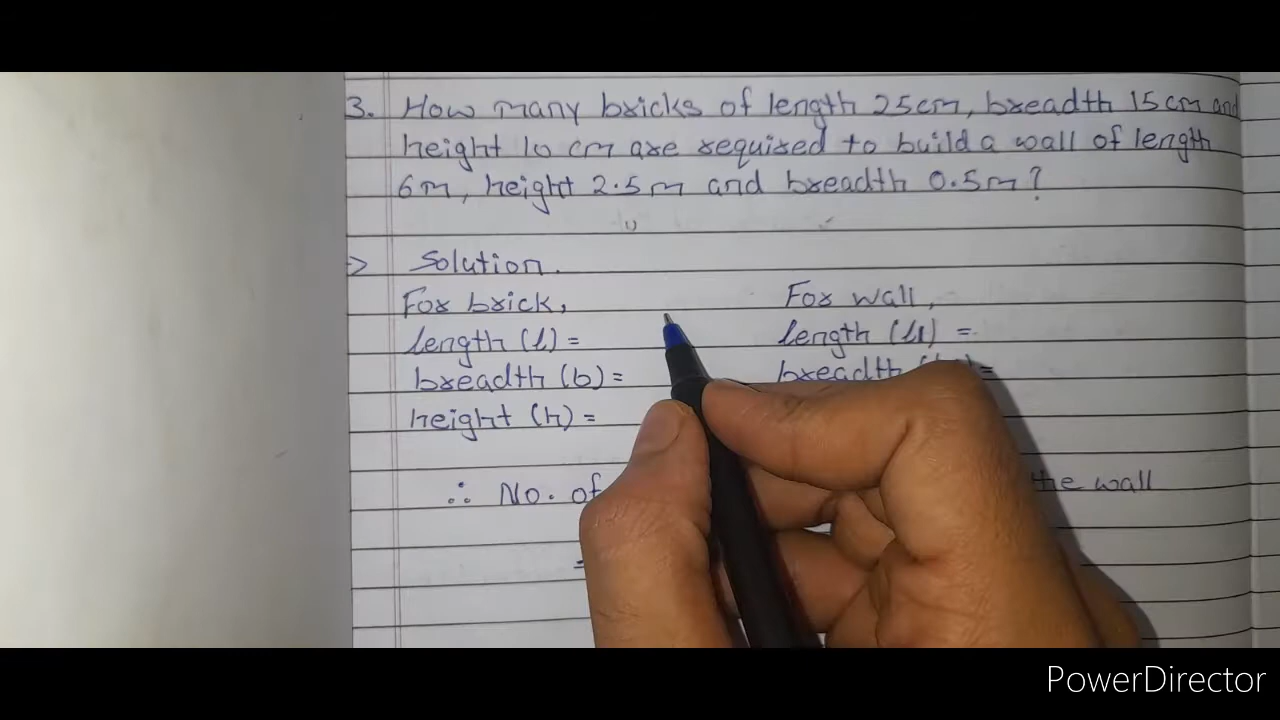 3. How many bricks of length 25cm, breadth 15cm and
height 10 cm are required to build a wall of length
6m, height 2.5m and breadth 0.5m?
→ Solution.
For brick,
length (l) =
breadth (b) =
height (h) =
For wall,
length (l1) =
breadth =
∴ No. of the wall
=
PowerDirector